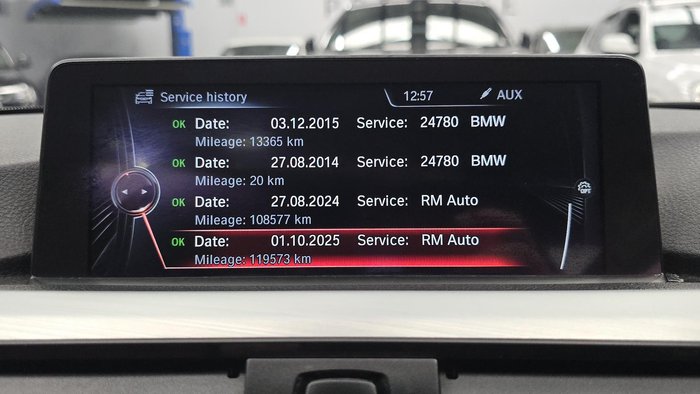 Service history 12:57 AUX
OK Date: 03.12.2015 Service: 24780 BMW
Mileage: 13365 km
OK Date: 27.08.2014 Service: 24780 BMW
Mileage: 20 km
OK Date: 27.08.2024 Service: RM Auto
Mileage: 108577 km
OK Date: 01.10.2025 Service: RM Auto
Mileage: 119573 km